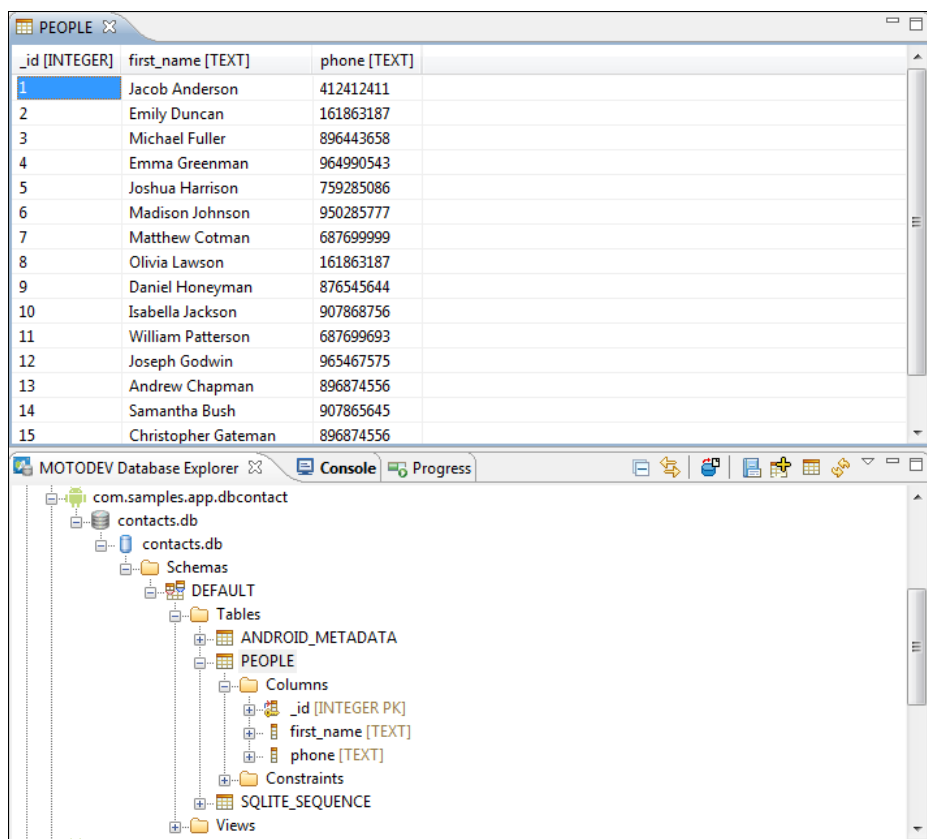 PEOPLE
_id [INTEGER] first_name [TEXT] phone [TEXT]
1 Jacob Anderson 412412411
2 Emily Duncan 161863187
3 Michael Fuller 896443658
4 Emma Greenman 964990543
5 Joshua Harrison 759285086
6 Madison Johnson 950285777
7 Matthew Cotman 687699999
8 Olivia Lawson 161863187
9 Daniel Honeyman 876545644
10 Isabella Jackson 907868756
11 William Patterson 687699693
12 Joseph Godwin 965467575
13 Andrew Chapman 896874556
14 Samantha Bush 907865645
15 Christopher Gateman 896874556
MOTODEV Database Explorer Console Progress
com.samples.app.dbcontact
contacts.db
contacts.db
Schemas
DEFAULT
Tables
ANDROID_METADATA
PEOPLE
Columns
_id [INTEGER PK]
first_name [TEXT]
phone [TEXT]
Constraints
SQLITE_SEQUENCE
Views